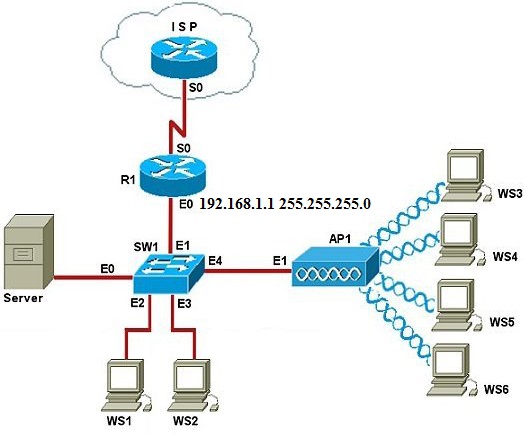 I S P
S0
S0
R1
E0 192.168.1.1 255.255.255.0
WS3
SW1 E1
AP1
E0
E4
E1
WS4
Server
E2 E3
WS5
WS1 WS2
WS6